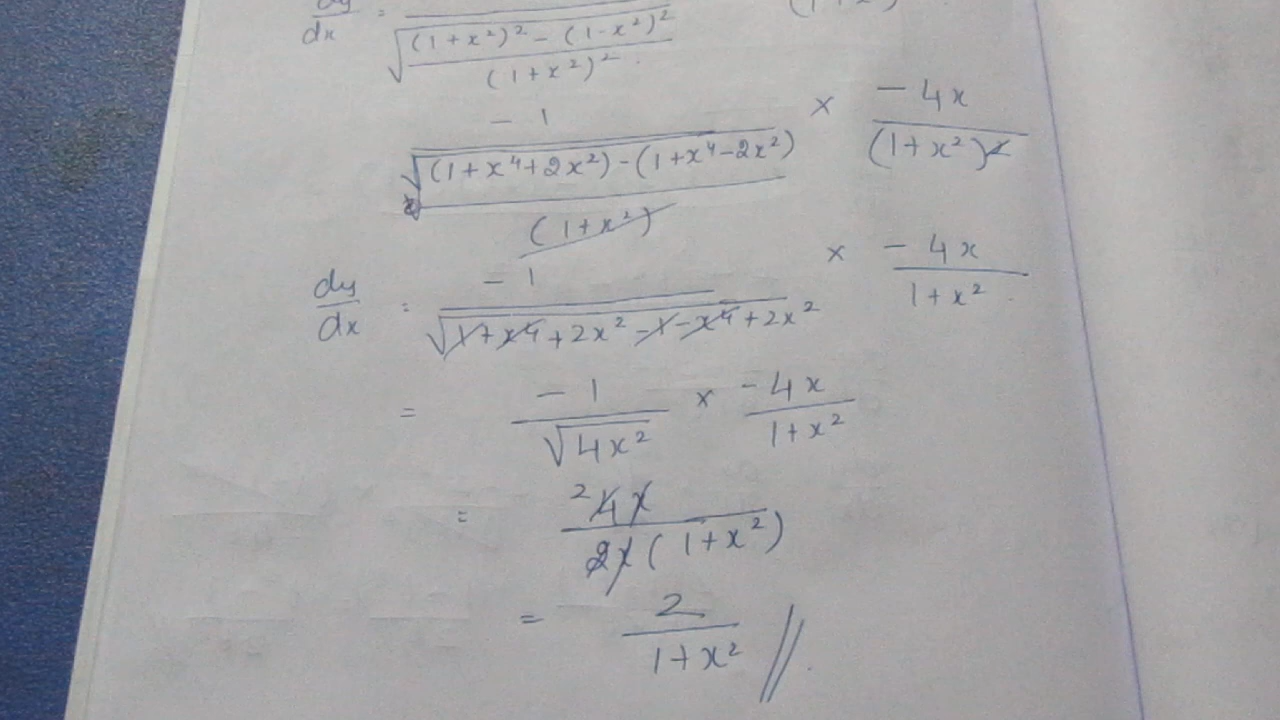 dy/dx = / √((1+x²)² - (1-x²)² / (1+x²)²)
-1 / √((1+x⁴+2x²)-(1+x⁴-2x²)) / (1+x²) × -4x / (1+x²)²
dy/dx = -1 / √(1+x⁴+2x²-1-x⁴+2x²) × -4x / 1+x²
= -1 / √4x² × -4x / 1+x²
= ² 4x / 2x(1+x²)
= 2 / 1+x² //.